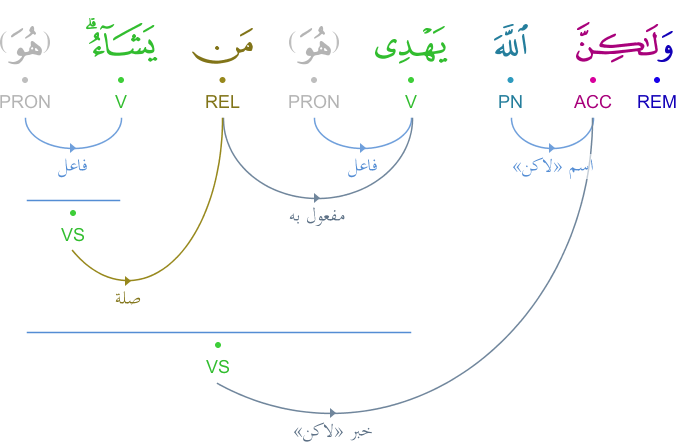 وَلَـٰكِنَّ ٱللَّهَ يَهْدِى (هُوَ) مَن يَشَآءُ ۗ (هُوَ)
REM ACC PN V PRON REL V PRON
اسم «لاكن» فاعل فاعل
مفعول به
VS
صلة
VS
خبر «لاكن»